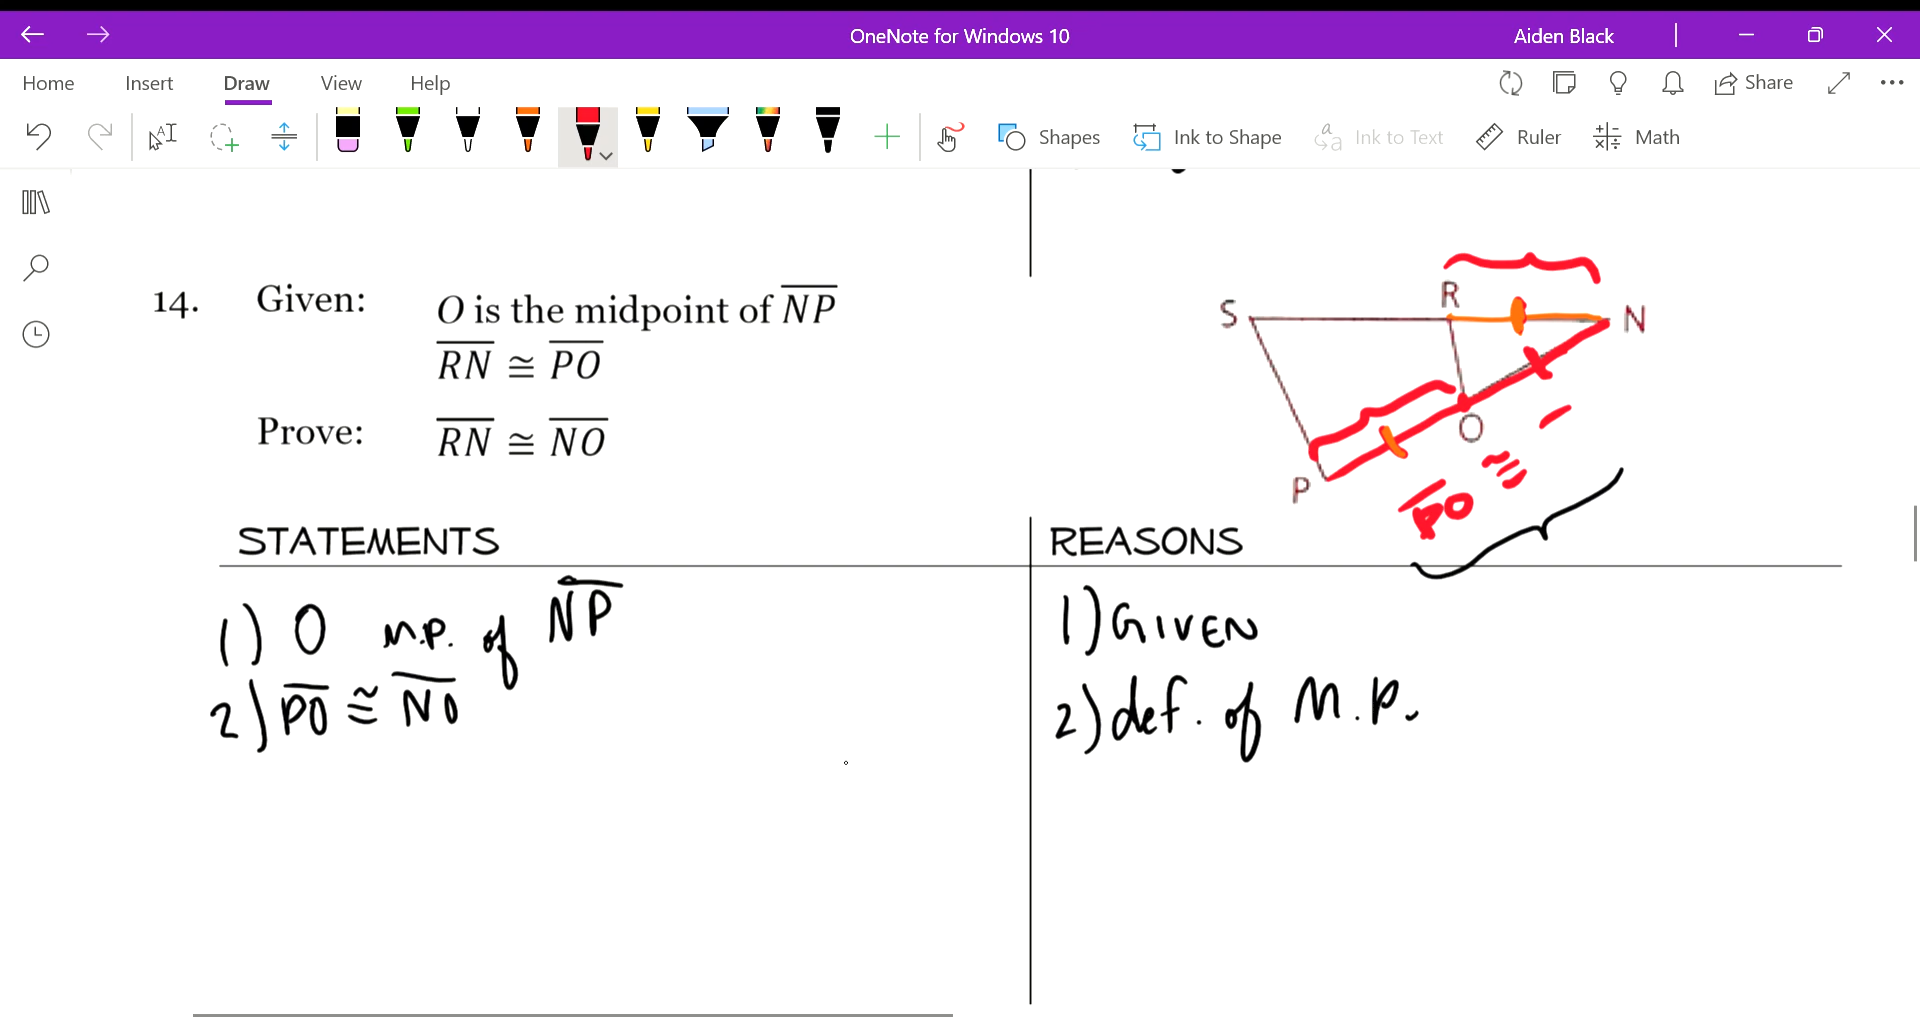 OneNote for Windows 10
Aiden Black
Home Insert Draw View Help
Share
Shapes Ink to Shape Ink to Text Ruler Math
14. Given: O is the midpoint of NP
RN ≅ PO
Prove: RN ≅ NO
S R N
O
P
PO ≅
STATEMENTS REASONS
1) O M.P. of NP
1) GIVEN
2) PO ≅ NO
2) def. of M.P.